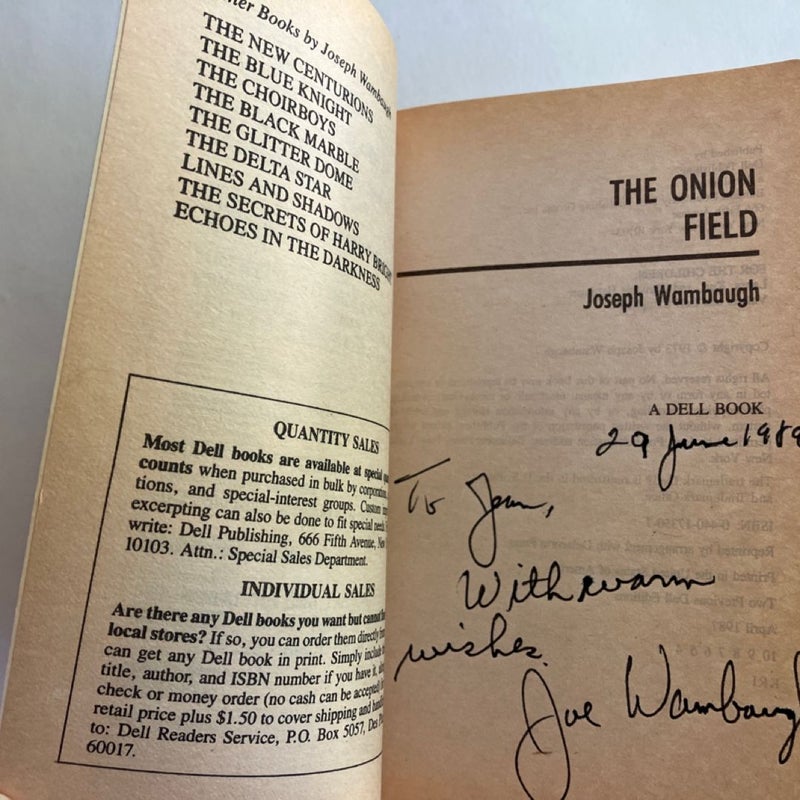 Books by Joseph Wambaugh
THE NEW CENTURIONS
THE BLUE KNIGHT
THE CHOIRBOYS
THE BLACK MARBLE
THE GLITTER DOME
THE DELTA STAR
LINES AND SHADOWS
THE SECRETS OF HARRY BRIGHT
ECHOES IN THE DARKNESS
QUANTITY SALES
Most Dell books are available at special
counts when purchased in bulk by
tions, and special-interest groups. Custom
excerpting can also be done to fit special needs.
write: Dell Publishing, 666 Fifth Avenue,
10103. Attn.: Special Sales Department.
INDIVIDUAL SALES
Are there any Dell books you want but
local stores? If so, you can order them directly
can get any Dell book in print. Simply
title, author, and ISBN number if you have it,
check or money order (no cash can be accepted)
retail price plus $1.50 to cover shipping and
to: Dell Readers Service, P.O. Box 5057, Des
60017.
THE ONION
FIELD
Joseph Wambaugh
A DELL BOOK
29 June 1989
To Jean,
With warm
wishes.
Joe Wambaugh